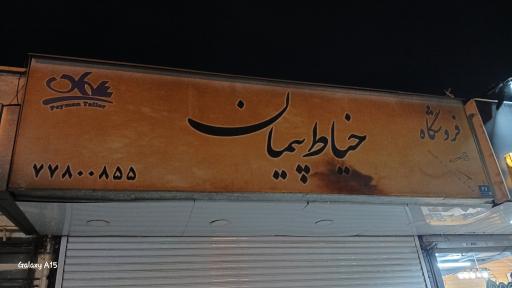 فروشگاه
خیاط پیمان
Peyman Tailor
۷۷۸۰۰۸۵۵
Galaxy A15